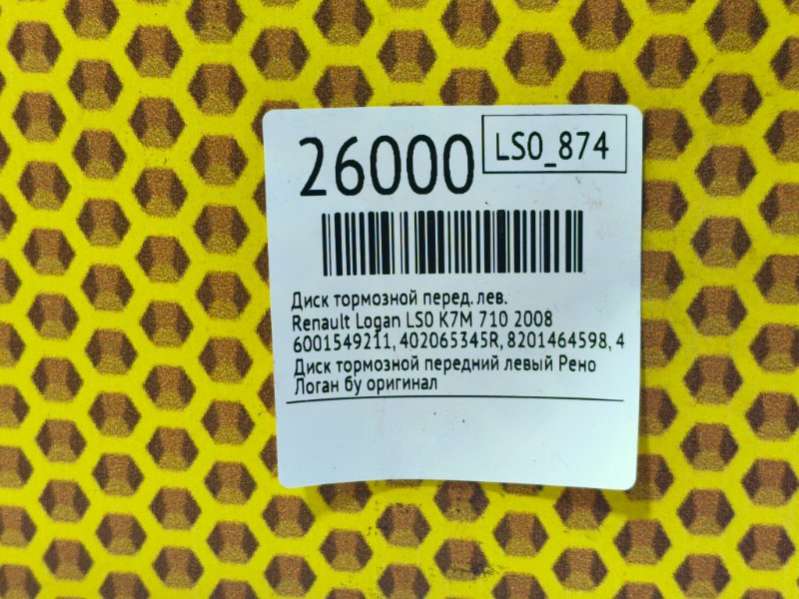 26000
LS0_874
Диск тормозной перед. лев.
Renault Logan LS0 K7M 710 2008
6001549211, 402065345R, 8201464598, 4
Диск тормозной передний левый Рено
Логан бу оригинал